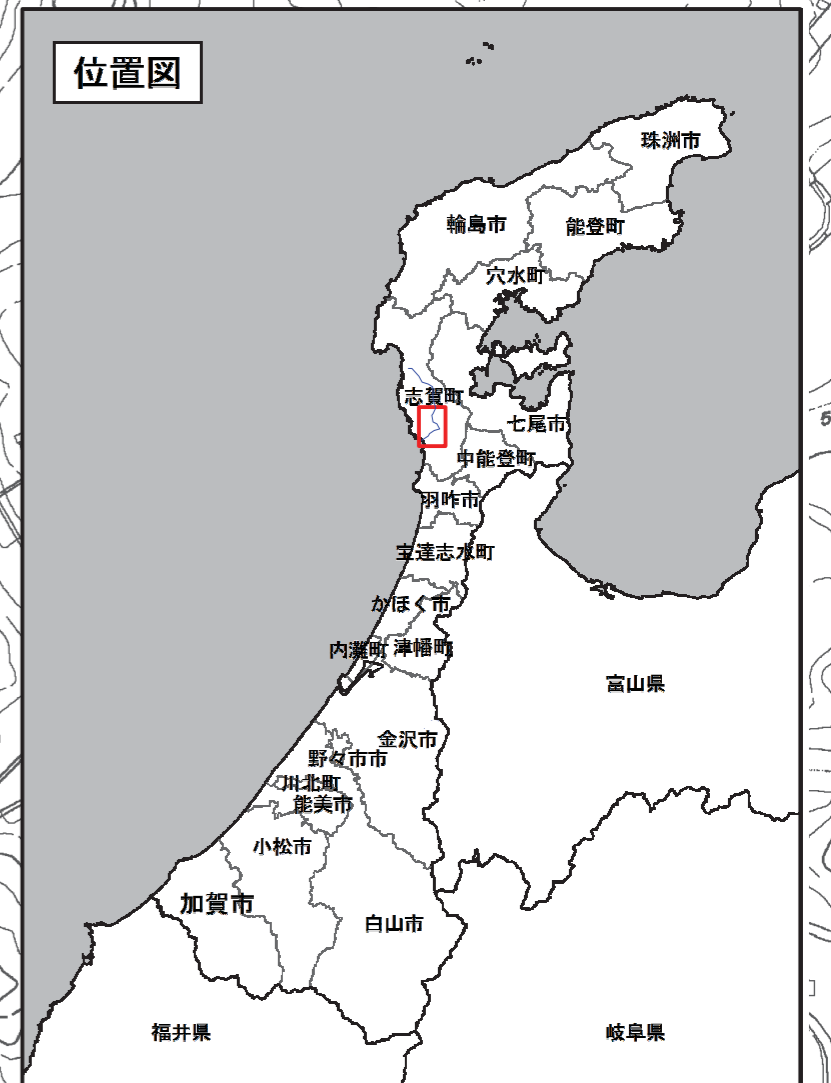 位置図
珠洲市
輪島市
能登町
穴水町
志賀町
七尾市
中能登町
羽咋市
宝達志水町
かほく市
内灘町
津幡町
富山県
金沢市
野々市市
川北町
能美市
小松市
加賀市
白山市
福井県
岐阜県
5